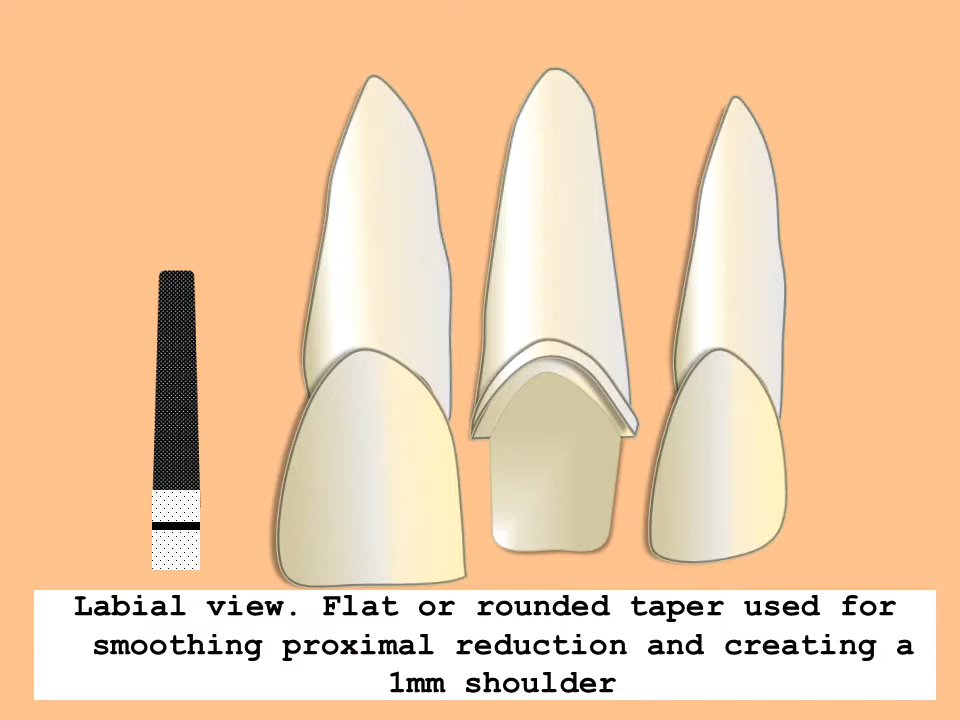 Labial view. Flat or rounded taper used for
smoothing proximal reduction and creating a
1mm shoulder